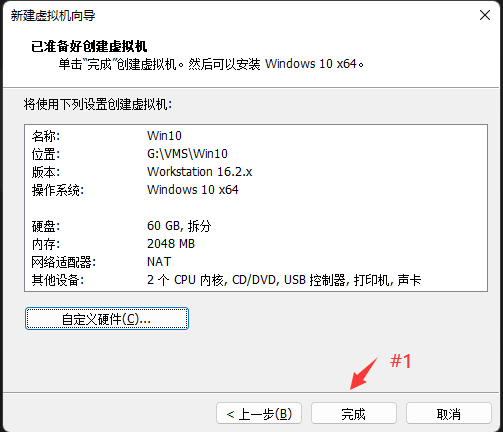 新建虚拟机向导
已准备好创建虚拟机
单击“完成”创建虚拟机。然后可以安装 Windows 10 x64。
将使用下列设置创建虚拟机:
名称: Win10
位置: G:\VMS\Win10
版本: Workstation 16.2.x
操作系统: Windows 10 x64
硬盘: 60 GB, 拆分
内存: 2048 MB
网络适配器: NAT
其他设备: 2 个 CPU 内核, CD/DVD, USB 控制器, 打印机, 声卡
自定义硬件(C)...
#1
< 上一步(B) 完成 取消